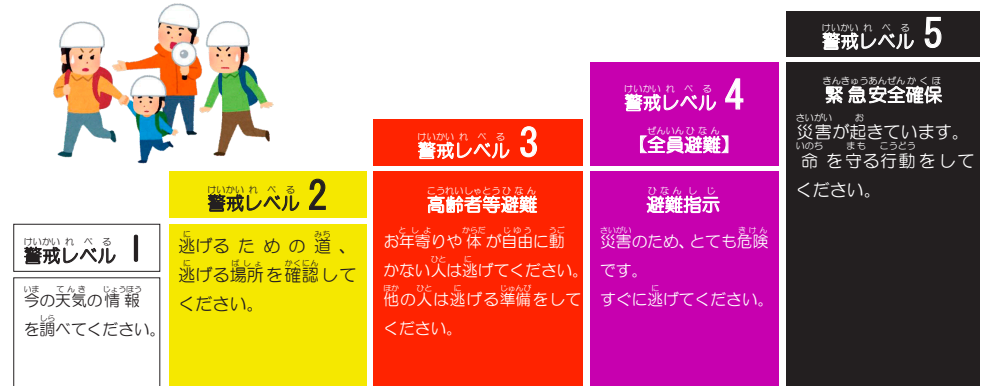 けいかい れべる
警戒レベル 1
いま てんき じょうほう
今の天気の情報
しら
を調べてください。
けいかい れべる
警戒レベル 2
に みち
逃げるための道、
に ばしょ かくにん
逃げる場所を確認して
ください。
けいかい れべる
警戒レベル 3
こうれいしゃとうひなん
高齢者等避難
としよ からだ じゆう うご
お年寄りや体が自由に動
ひと に
かない人は逃げてください。
ほか ひと に じゅんび
他の人は逃げる準備をして
ください。
けいかい れべる
警戒レベル 4
ぜんいんひなん
【全員避難】
ひなんしじ
避難指示
さいがい きけん
災害のため、とても危険
です。
に
すぐに逃げてください。
けいかい れべる
警戒レベル 5
きんきゅうあんぜんかくほ
緊急安全確保
さいがい お
災害が起きています。
いのち まも こうどう
命を守る行動をして
ください。